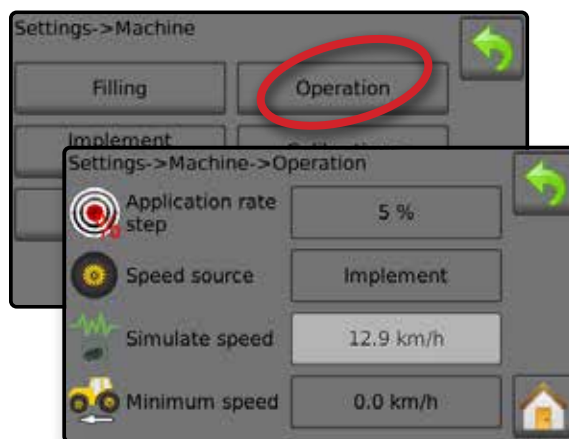 Settings->Machine
Filling
Operation
Implement
Settings->Machine->Operation
Application rate
step
5 %
Speed source
Implement
Simulate speed
12.9 km/h
Minimum speed
0.0 km/h